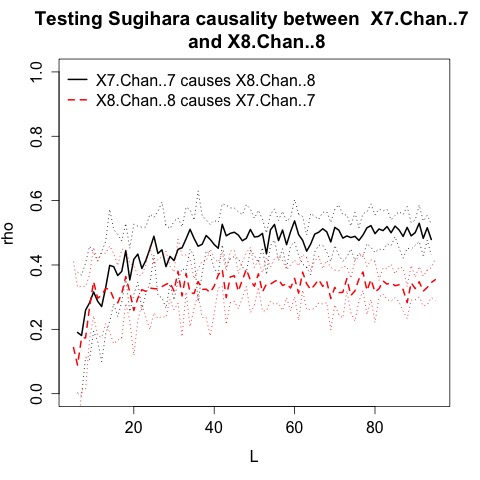 Testing Sugihara causality between  X7.Chan..7
and X8.Chan..8
X7.Chan..7 causes X8.Chan..8
X8.Chan..8 causes X7.Chan..7
rho
1.0
0.8
0.6
0.4
0.2
0.0
20 40 60 80
L